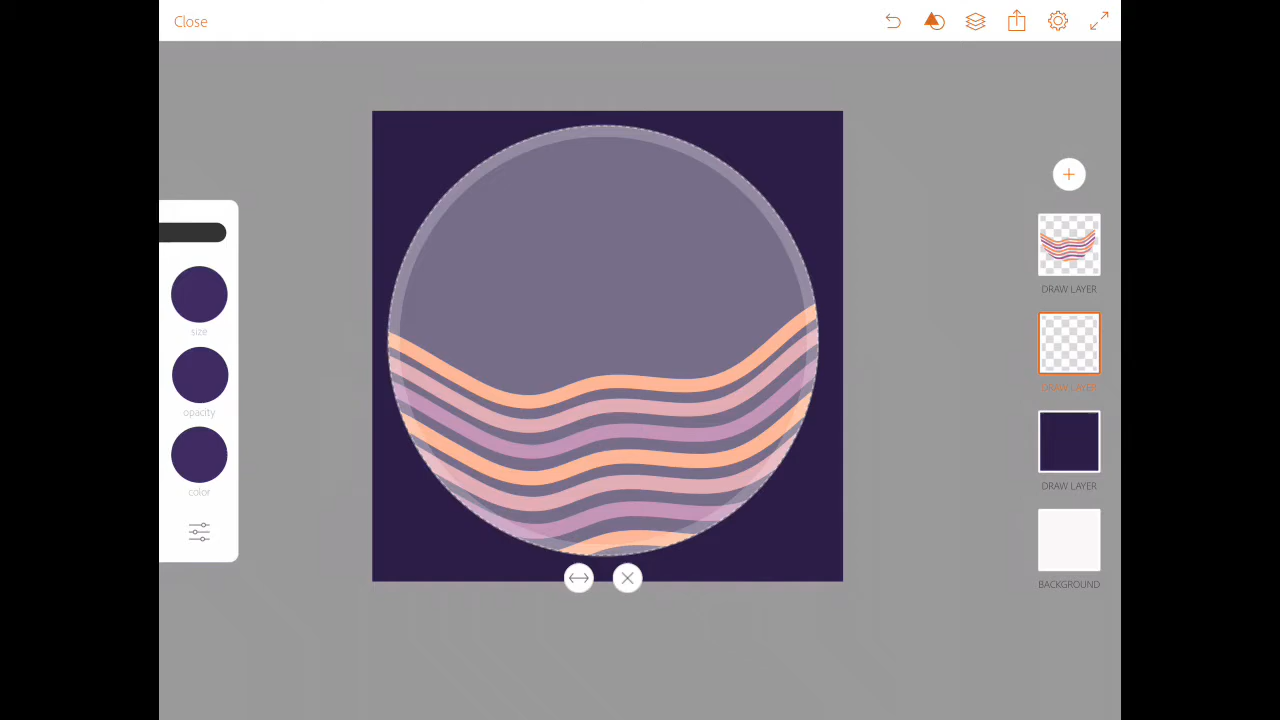 Close
size
opacity
color
DRAW LAYER
DRAW LAYER
DRAW LAYER
BACKGROUND